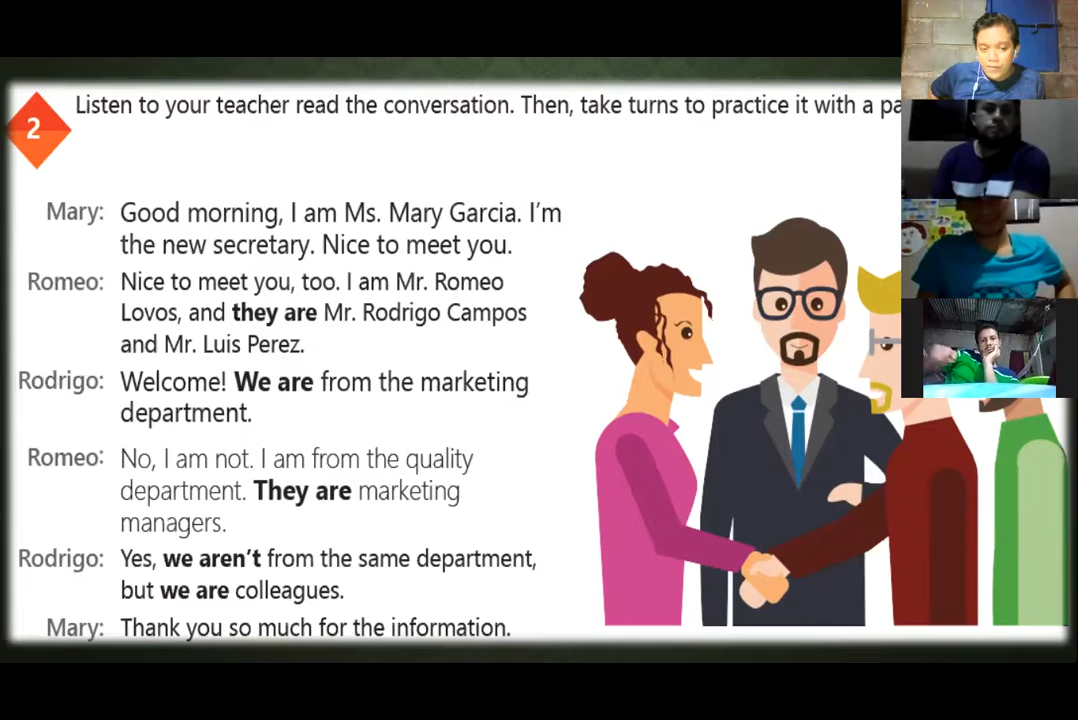 2
Listen to your teacher read the conversation. Then, take turns to practice it with a
Mary: Good morning, I am Ms. Mary Garcia. I'm
the new secretary. Nice to meet you.
Romeo: Nice to meet you, too. I am Mr. Romeo
Lovos, and they are Mr. Rodrigo Campos
and Mr. Luis Perez.
Rodrigo: Welcome! We are from the marketing
department.
Romeo: No, I am not. I am from the quality
department. They are marketing
managers.
Rodrigo: Yes, we aren't from the same department,
but we are colleagues.
Mary: Thank you so much for the information.